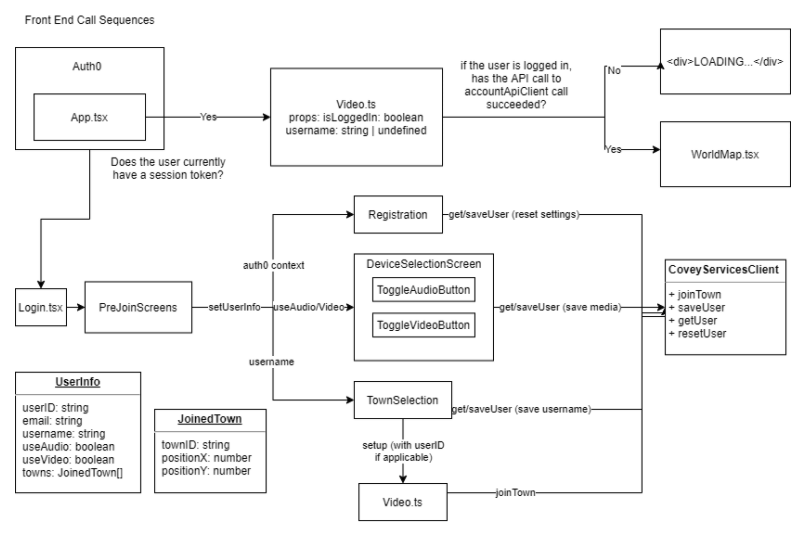 Front End Call Sequences
Auth0
App.tsx
Yes
Video.ts
props: isLoggedIn: boolean
username: string | undefined
if the user is logged in,
has the API call to
accountApiClient call
succeeded?
No
<div>LOADING...</div>
Yes
WorldMap.tsx
Does the user currently
have a session token?
Registration
get/saveUser (reset settings)
auth0 context
DeviceSelectionScreen
ToggleAudioButton
ToggleVideoButton
CoveyServicesClient
+ joinTown
+ saveUser
+ getUser
+ resetUser
Login.tsx
PreJoinScreens
setUserInfo
useAudio/Video
get/saveUser (save media)
username
TownSelection
get/saveUser (save username)
setup (with userID
if applicable)
Video.ts
joinTown
UserInfo
userID: string
email: string
username: string
useAudio: boolean
useVideo: boolean
towns: JoinedTown[]
JoinedTown
townID: string
positionX: number
positionY: number